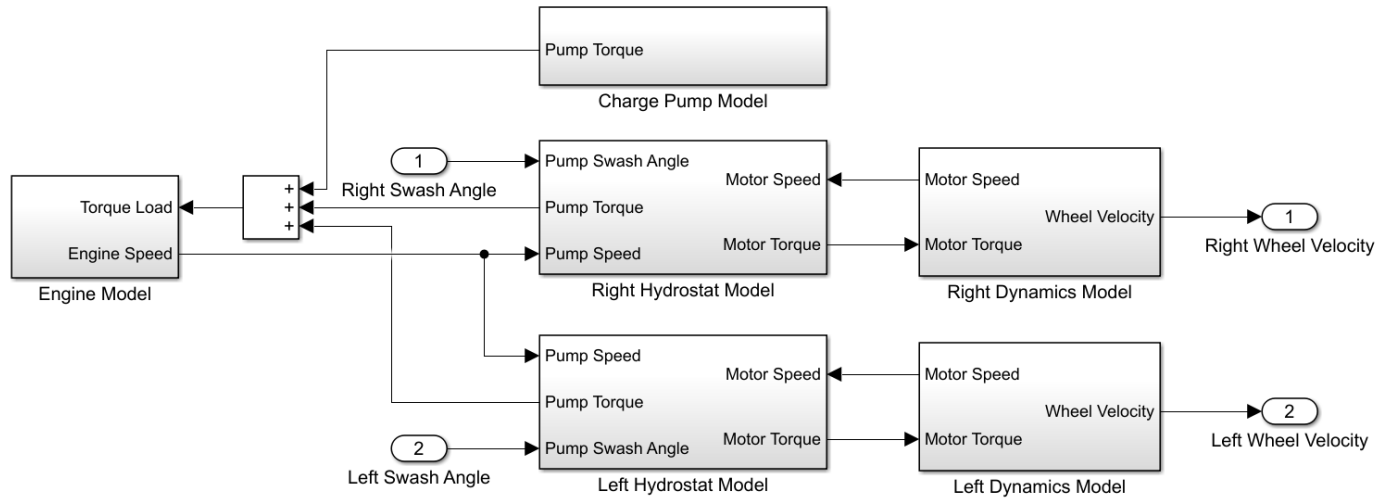 Pump Torque
Charge Pump Model
1
Right Swash Angle
Pump Swash Angle
Pump Torque
Pump Speed
Motor Speed
Motor Torque
Right Hydrostat Model
Motor Speed
Motor Torque
Wheel Velocity
Right Dynamics Model
1
Right Wheel Velocity
Torque Load
Engine Speed
Engine Model
+
+
+
Pump Speed
Pump Torque
Pump Swash Angle
Motor Speed
Motor Torque
Left Hydrostat Model
2
Left Swash Angle
Motor Speed
Motor Torque
Wheel Velocity
Left Dynamics Model
2
Left Wheel Velocity